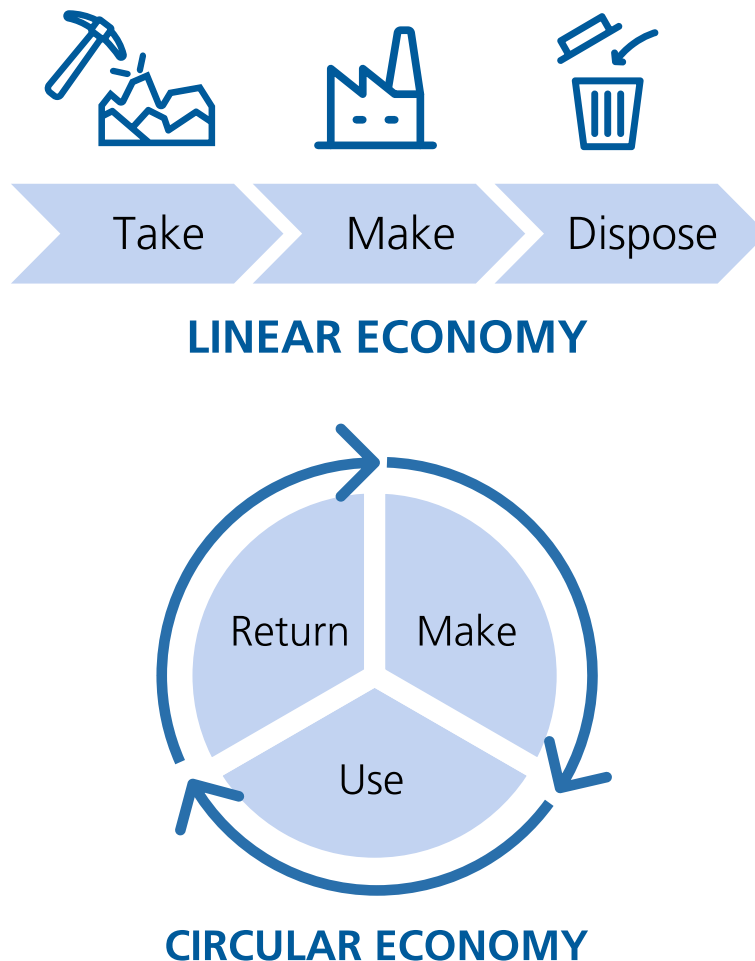 Take Make Dispose
LINEAR ECONOMY
Return Make
Use
CIRCULAR ECONOMY